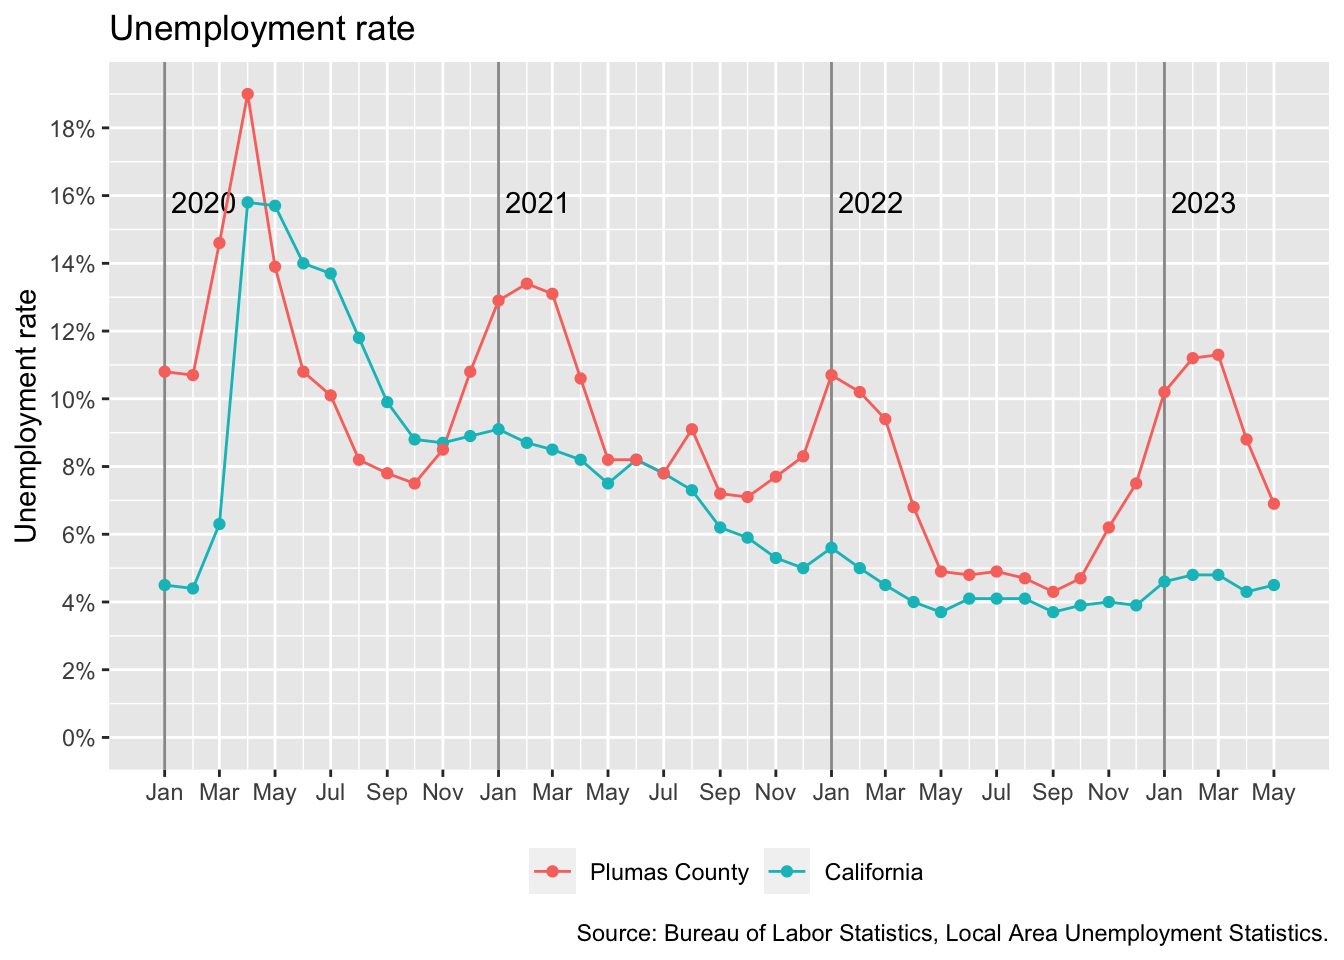 Unemployment rate
Unemployment rate
18%
16%
14%
12%
10%
8%
6%
4%
2%
0%
2020 2021 2022 2023
Jan Mar May Jul Sep Nov Jan Mar May Jul Sep Nov Jan Mar May Jul Sep Nov Jan Mar May
Plumas County California
Source: Bureau of Labor Statistics, Local Area Unemployment Statistics.